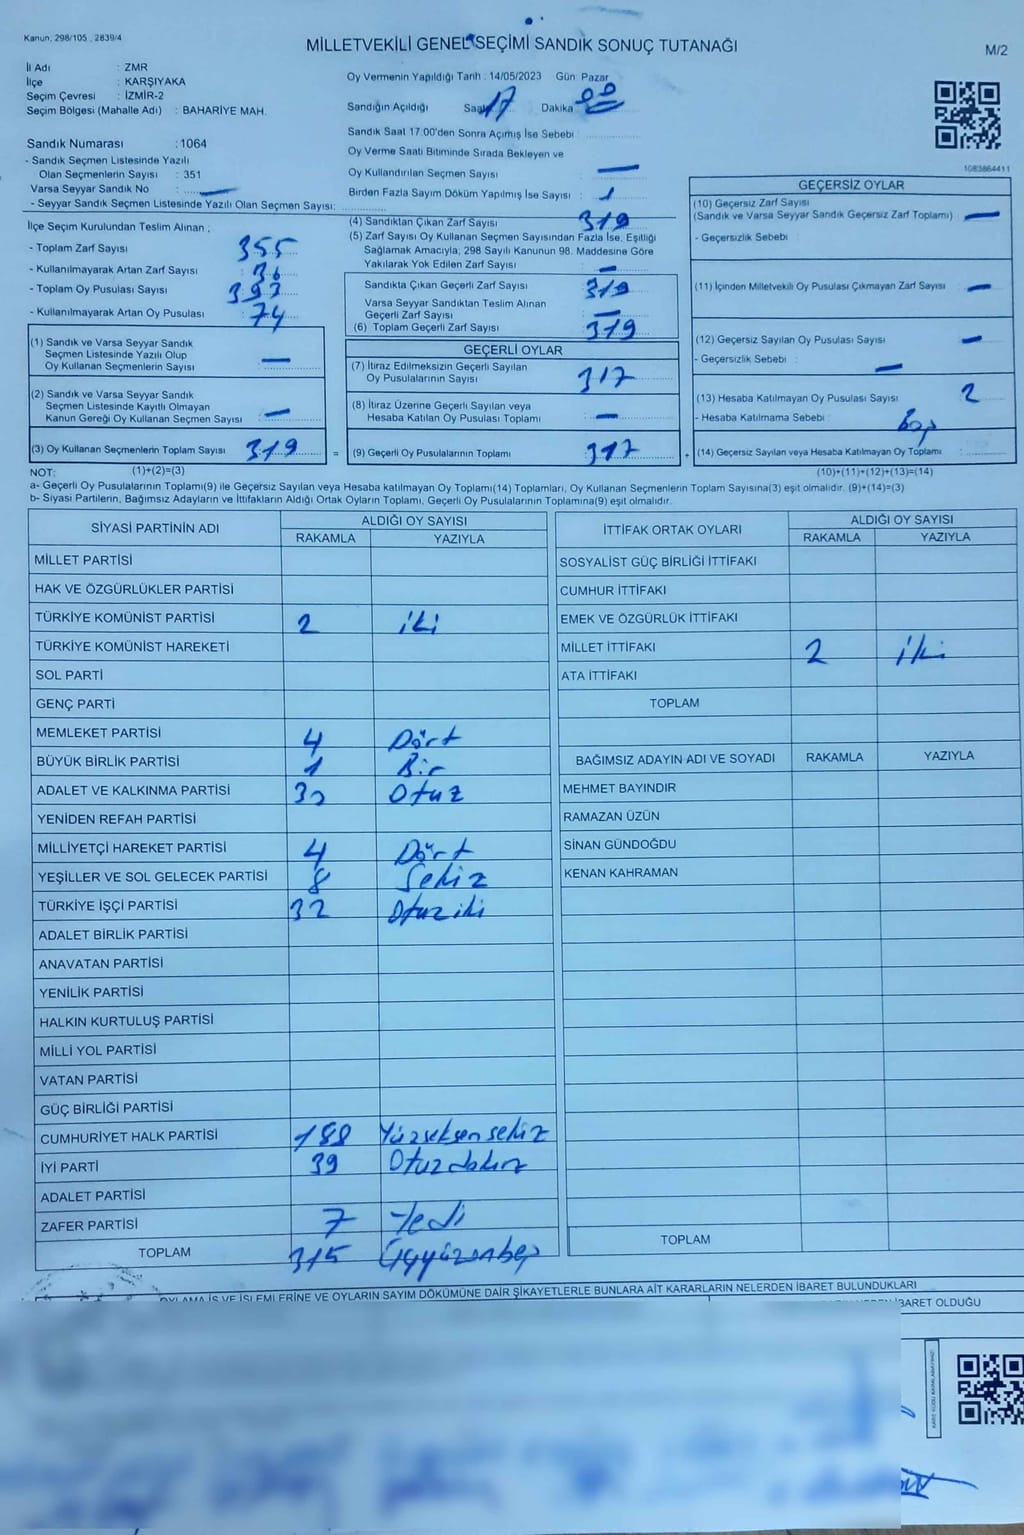 Kanun, 298/105 , 2839/4
MİLLETVEKİLİ GENEL SEÇİMİ SANDIK SONUÇ TUTANAĞI
M/2
İl Adı : ZMR
İlçe : KARŞIYAKA
Seçim Çevresi : İZMİR-2
Seçim Bölgesi (Mahalle Adı) : BAHARİYE MAH.
Oy Vermenin Yapıldığı Tarih : 14/05/2023 Gün Pazar
Sandığın Açıldığı Saat 17 Dakika 00
Sandık Saat 17:00'den Sonra Açımış İse Sebebi :
Oy Verme Saati Bitiminde Sırada Bekleyen ve
Oy Kullandırılan Seçmen Sayısı : —
Birden Fazla Sayım Döküm Yapılmış İse Sayısı : 1
1083864411
Sandık Numarası : 1064
- Sandık Seçmen Listesinde Yazılı
Olan Seçmenlerin Sayısı : 351
Varsa Seyyar Sandık No : —
- Seyyar Sandık Seçmen Listesinde Yazılı Olan Seçmen Sayısı:
İlçe Seçim Kurulundan Teslim Alınan ;
- Toplam Zarf Sayısı 355
- Kullanılmayarak Artan Zarf Sayısı : 36
- Toplam Oy Pusulası Sayısı : 393
- Kullanılmayarak Artan Oy Pusulası : 74
(4) Sandıktan Çıkan Zarf Sayısı 319
(5) Zarf Sayısı Oy Kullanan Seçmen Sayısından Fazla İse, Eşitliği
Sağlamak Amacıyla; 298 Sayılı Kanunun 98. Maddesine Göre
Yakılarak Yok Edilen Zarf Sayısı : —
Sandıkta Çıkan Geçerli Zarf Sayısı 319
Varsa Seyyar Sandıktan Teslim Alınan
Geçerli Zarf Sayısı : —
(6) Toplam Geçerli Zarf Sayısı : 319
GEÇERSİZ OYLAR
(10) Geçersiz Zarf Sayısı
(Sandık ve Varsa Seyyar Sandık Geçersiz Zarf Toplamı) —
- Geçersizlik Sebebi :
(11) İçinden Milletvekili Oy Pusulası Çıkmayan Zarf Sayısı —
(12) Geçersiz Sayılan Oy Pusulası Sayısı —
- Geçersizlik Sebebi : —
(13) Hesaba Katılmayan Oy Pusulası Sayısı 2
- Hesaba Katılmama Sebebi : Boş
(14) Geçersiz Sayılan veya Hesaba Katılmayan Oy Toplamı :
(1) Sandık ve Varsa Seyyar Sandık
Seçmen Listesinde Yazılı Olup
Oy Kullanan Seçmenlerin Sayısı —
(2) Sandık ve Varsa Seyyar Sandık
Seçmen Listesinde Kayıtlı Olmayan
Kanun Gereği Oy Kullanan Seçmen Sayısı —
(3) Oy Kullanan Seçmenlerin Toplam Sayısı 319 =
GEÇERLİ OYLAR
(7) İtiraz Edilmeksizin Geçerli Sayılan
Oy Pusulalarının Sayısı 317
(8) İtiraz Üzerine Geçerli Sayılan veya
Hesaba Katılan Oy Pusulası Toplamı —
(9) Geçerli Oy Pusulalarının Toplamı 317 +
NOT: (1)+(2)=(3) (10)+(11)+(12)+(13)=(14)
a- Geçerli Oy Pusulalarının Toplamı(9) ile Geçersiz Sayılan veya Hesaba katılmayan Oy Toplamı(14) Toplamları, Oy Kullanan Seçmenlerin Toplam Sayısına(3) eşit olmalıdır. (9)+(14)=(3)
b- Siyasi Partilerin, Bağımsız Adayların ve İttifakların Aldığı Ortak Oyların Toplamı, Geçerli Oy Pusulalarının Toplamına(9) eşit olmalıdır.
SİYASİ PARTİNİN ADI ALDIĞI OY SAYISI
RAKAMLA YAZIYLA
MİLLET PARTİSİ
HAK VE ÖZGÜRLÜKLER PARTİSİ
TÜRKİYE KOMÜNİST PARTİSİ 2 iki
TÜRKİYE KOMÜNİST HAREKETİ
SOL PARTİ
GENÇ PARTİ
MEMLEKET PARTİSİ 4 Dört
BÜYÜK BİRLİK PARTİSİ 1 Bir
ADALET VE KALKINMA PARTİSİ 30 Otuz
YENİDEN REFAH PARTİSİ
MİLLİYETÇİ HAREKET PARTİSİ 4 Dört
YEŞİLLER VE SOL GELECEK PARTİSİ 8 Sekiz
TÜRKİYE İŞÇİ PARTİSİ 32 Otuziki
ADALET BİRLİK PARTİSİ
ANAVATAN PARTİSİ
YENİLİK PARTİSİ
HALKIN KURTULUŞ PARTİSİ
MİLLİ YOL PARTİSİ
VATAN PARTİSİ
GÜÇ BİRLİĞİ PARTİSİ
CUMHURİYET HALK PARTİSİ 188 Yüzseksensekiz
İYİ PARTİ 39 Otuzdokuz
ADALET PARTİSİ
ZAFER PARTİSİ 7 Yedi
TOPLAM 315 Üçyüzonbeş
İTTİFAK ORTAK OYLARI ALDIĞI OY SAYISI
RAKAMLA YAZIYLA
SOSYALİST GÜÇ BİRLİĞİ İTTİFAKI
CUMHUR İTTİFAKI
EMEK VE ÖZGÜRLÜK İTTİFAKI
MİLLET İTTİFAKI 2 iki
ATA İTTİFAKI
TOPLAM
BAĞIMSIZ ADAYIN ADI VE SOYADI RAKAMLA YAZIYLA
MEHMET BAYINDIR
RAMAZAN ÜZÜN
SİNAN GÜNDOĞDU
KENAN KAHRAMAN
TOPLAM
OYLAMA İŞ VE İŞLEMLERİNE VE OYLARIN SAYIM DÖKÜMÜNE DAİR ŞİKAYETLERLE BUNLARA AİT KARARLARIN NELERDEN İBARET BULUNDUKLARI
İBARET OLDUĞU